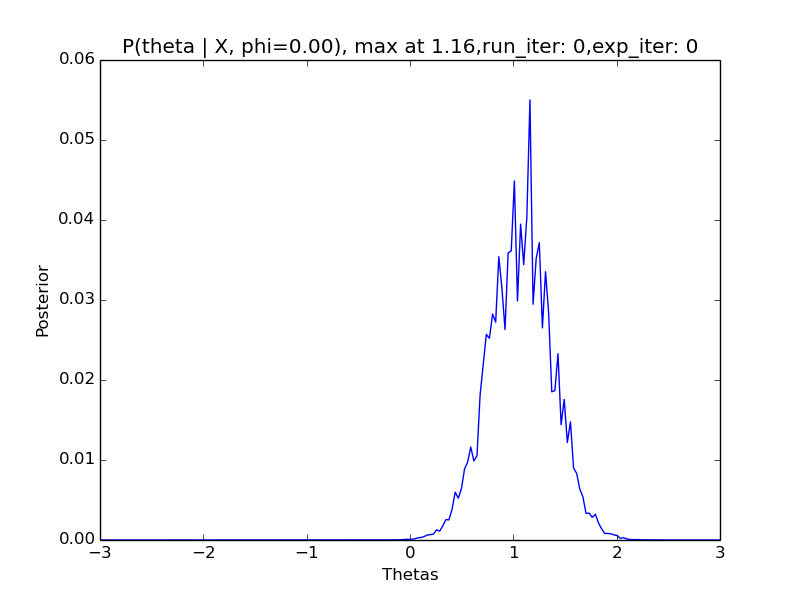 P(theta | X, phi=0.00), max at 1.16,run_iter: 0,exp_iter: 0
0.06
0.05
0.04
0.03
0.02
0.01
0.00
Posterior
−3 −2 −1 0 1 2 3
Thetas